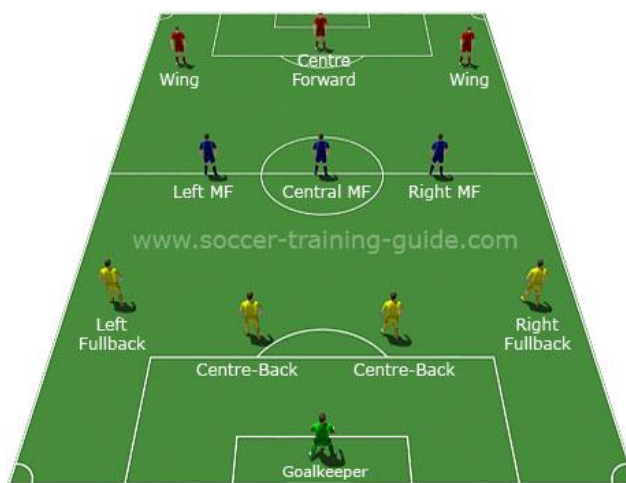 Centre
Forward
Wing
Wing
Left MF
Central MF
Right MF
www.soccer-training-guide.com
Left
Fullback
Right
Fullback
Centre-Back
Centre-Back
Goalkeeper